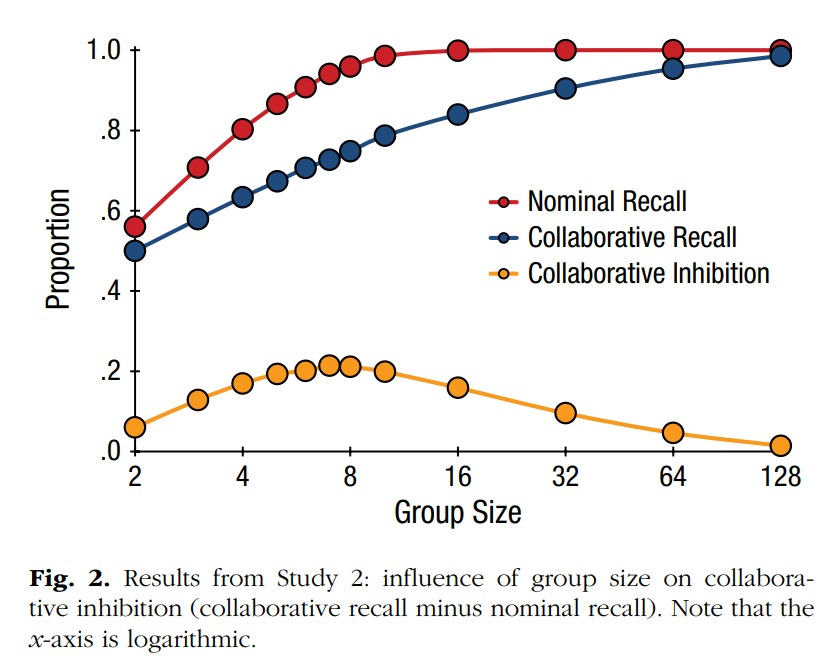 1.0
.8
.6
.4
.2
.0
Proportion
Nominal Recall
Collaborative Recall
Collaborative Inhibition
2 4 8 16 32 64 128
Group Size
Fig. 2. Results from Study 2: influence of group size on collabora-
tive inhibition (collaborative recall minus nominal recall). Note that the
x-axis is logarithmic.